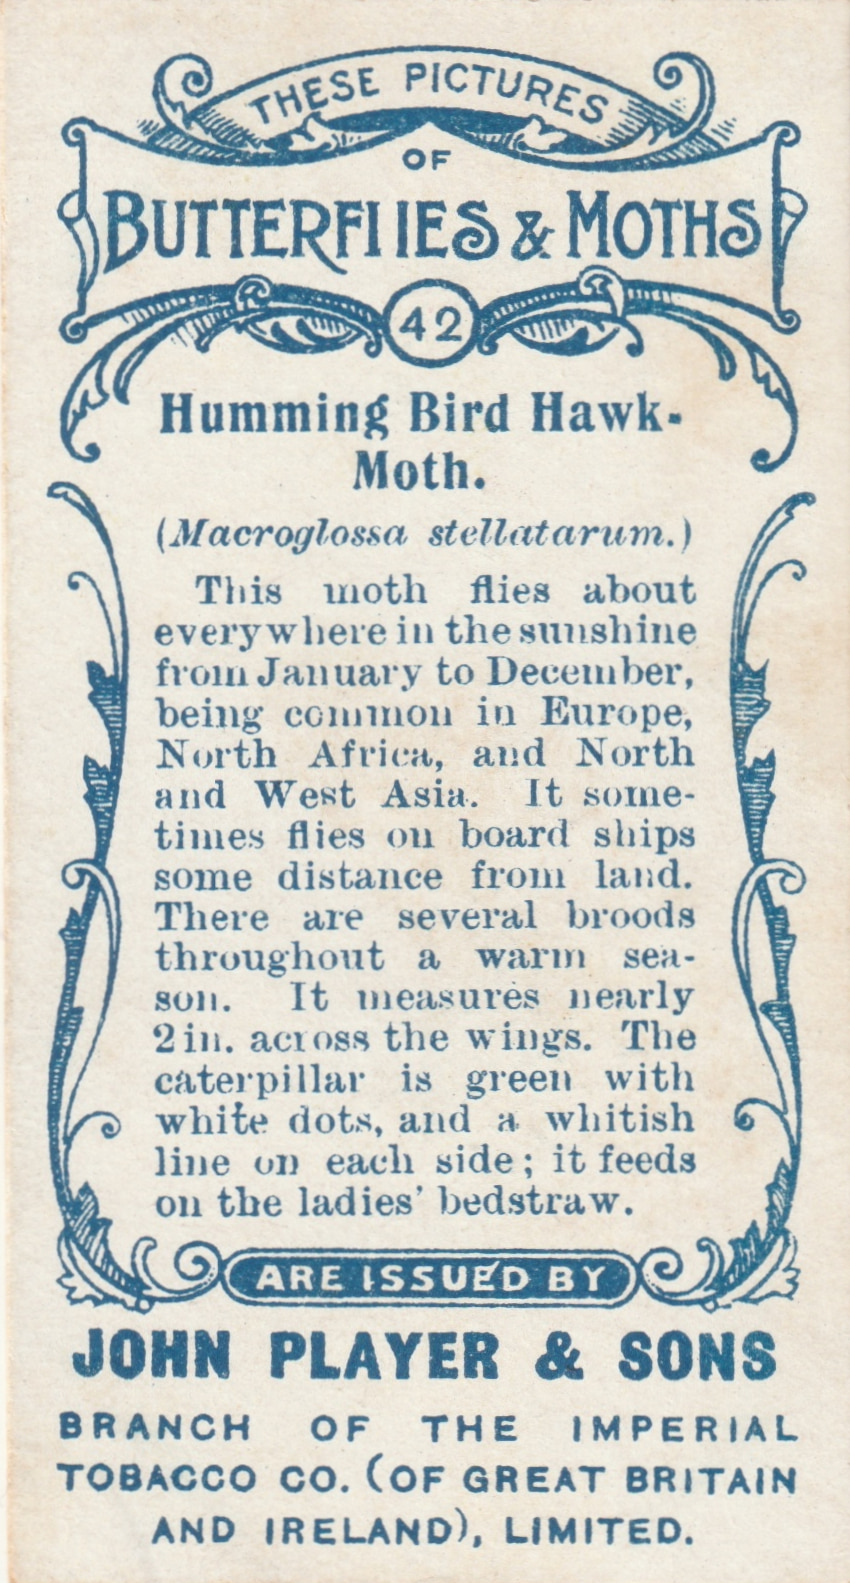 THESE PICTURES
OF
BUTTERFLIES & MOTHS
42
Humming Bird Hawk-
Moth.
(Macroglossa stellatarum.)
This moth flies about
everywhere in the sunshine
from January to December,
being common in Europe,
North Africa, and North
and West Asia. It some-
times flies on board ships
some distance from land.
There are several broods
throughout a warm sea-
son. It measures nearly
2 in. across the wings. The
caterpillar is green with
white dots, and a whitish
line on each side; it feeds
on the ladies' bedstraw.
ARE ISSUED BY
JOHN PLAYER & SONS
BRANCH OF THE IMPERIAL
TOBACCO CO. (OF GREAT BRITAIN
AND IRELAND), LIMITED.